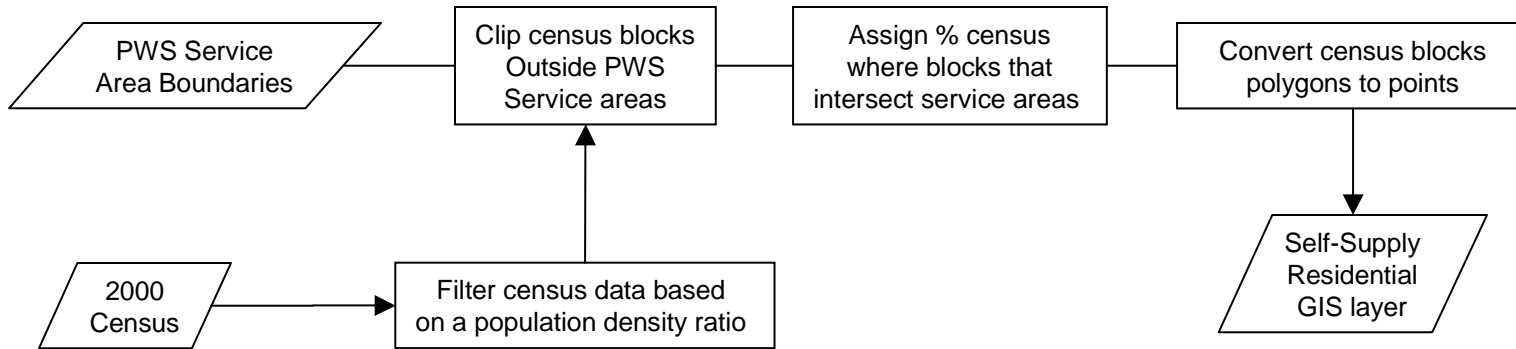 PWS Service
Area Boundaries
Clip census blocks
Outside PWS
Service areas
Assign % census
where blocks that
intersect service areas
Convert census blocks
polygons to points
2000
Census
Filter census data based
on a population density ratio
Self-Supply
Residential
GIS layer